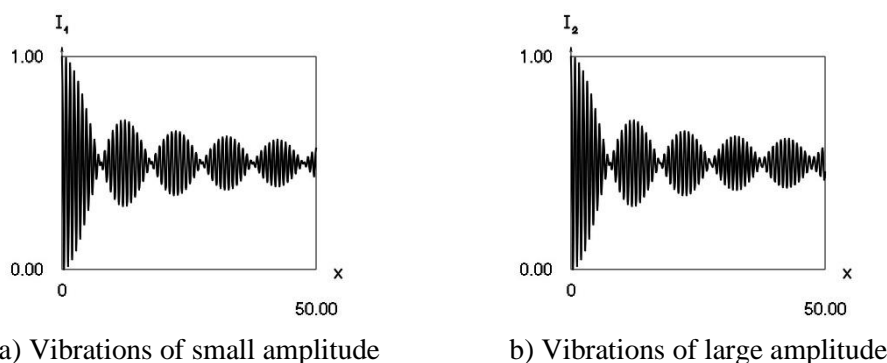 I₁
1.00
0.00
0
50.00
x
I₂
1.00
0.00
0
50.00
x
a) Vibrations of small amplitude
b) Vibrations of large amplitude